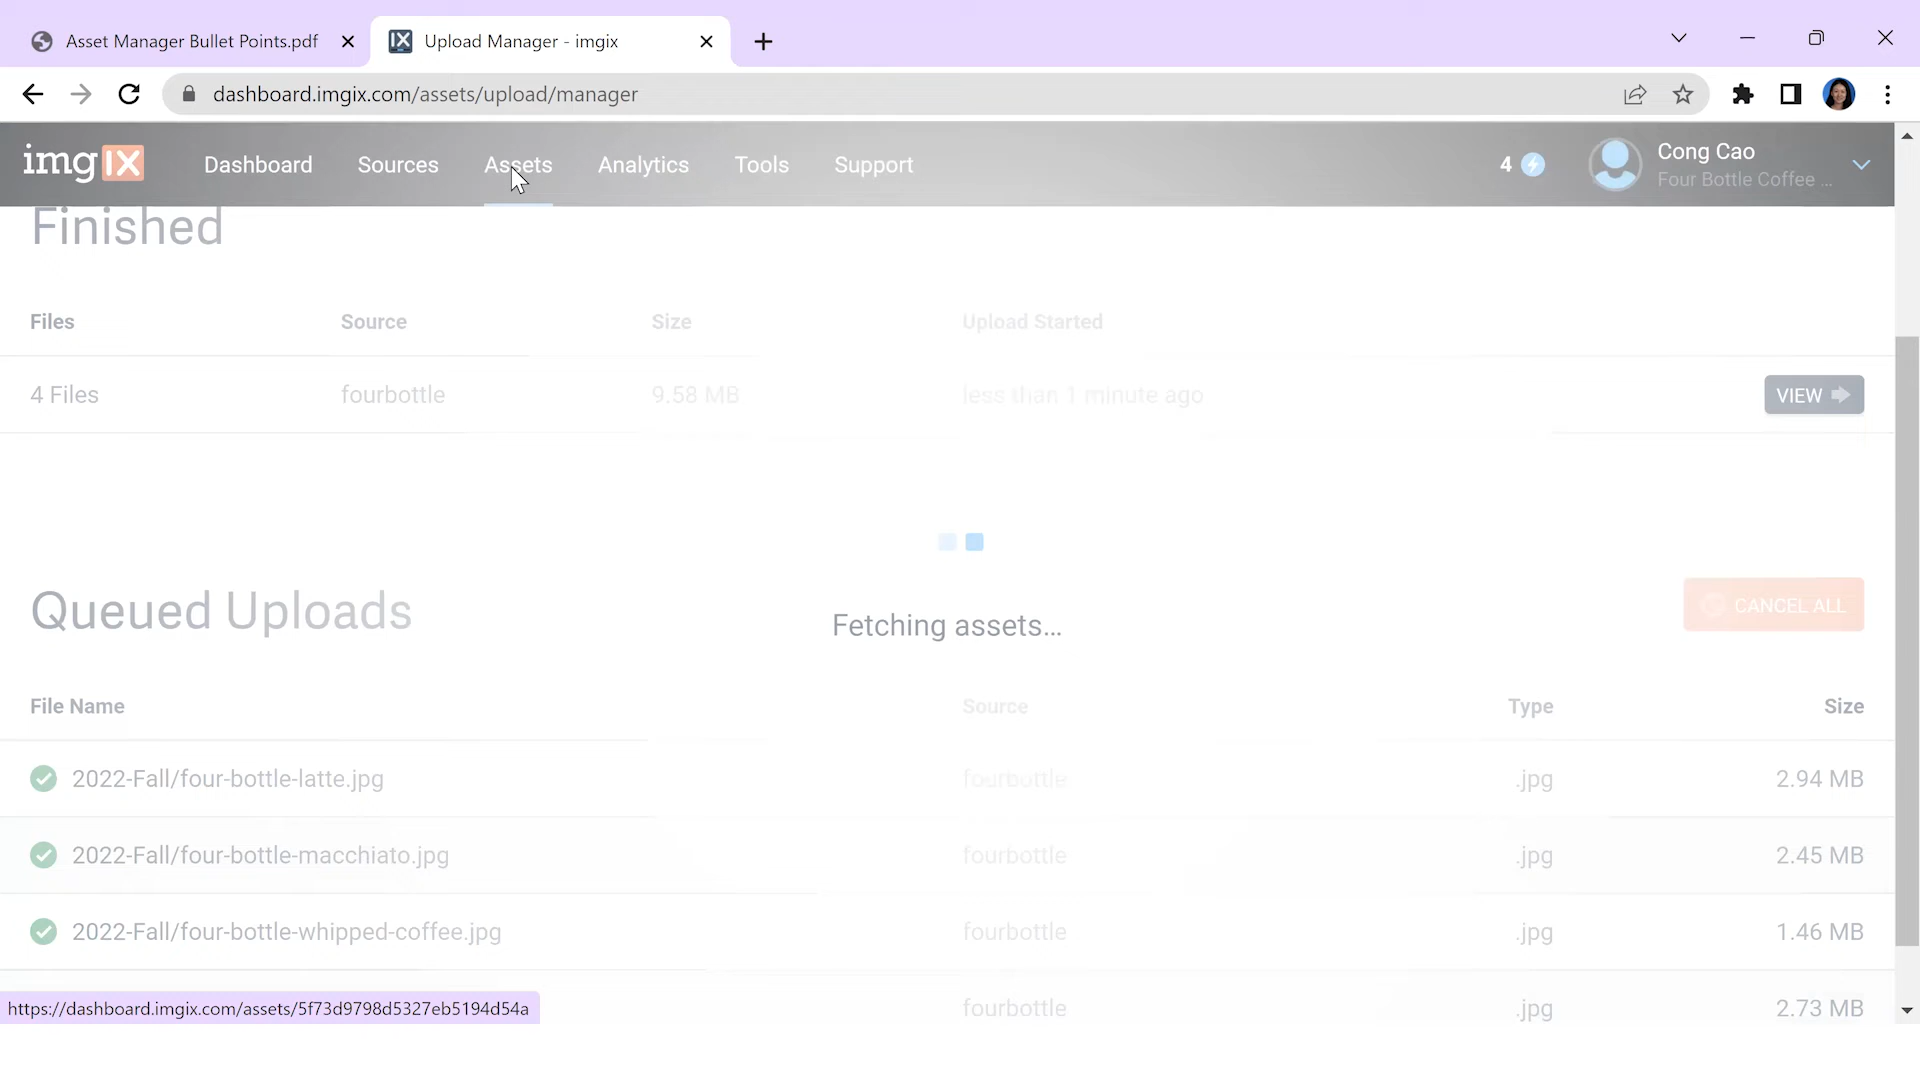 Asset Manager Bullet Points.pdf
Upload Manager - imgix
dashboard.imgix.com/assets/upload/manager
imgIX
Dashboard
Sources
Assets
Analytics
Tools
Support
4
Cong Cao
Four Bottle Coffee ...
Finished
Files
Source
Size
Upload Started
4 Files
fourbottle
9.58 MB
less than 1 minute ago
VIEW
Queued Uploads
CANCEL ALL
Fetching assets...
File Name
Source
Type
Size
2022-Fall/four-bottle-latte.jpg
fourbottle
.jpg
2.94 MB
2022-Fall/four-bottle-macchiato.jpg
fourbottle
.jpg
2.45 MB
2022-Fall/four-bottle-whipped-coffee.jpg
fourbottle
.jpg
1.46 MB
fourbottle
.jpg
2.73 MB
https://dashboard.imgix.com/assets/5f73d9798d5327eb5194d54a